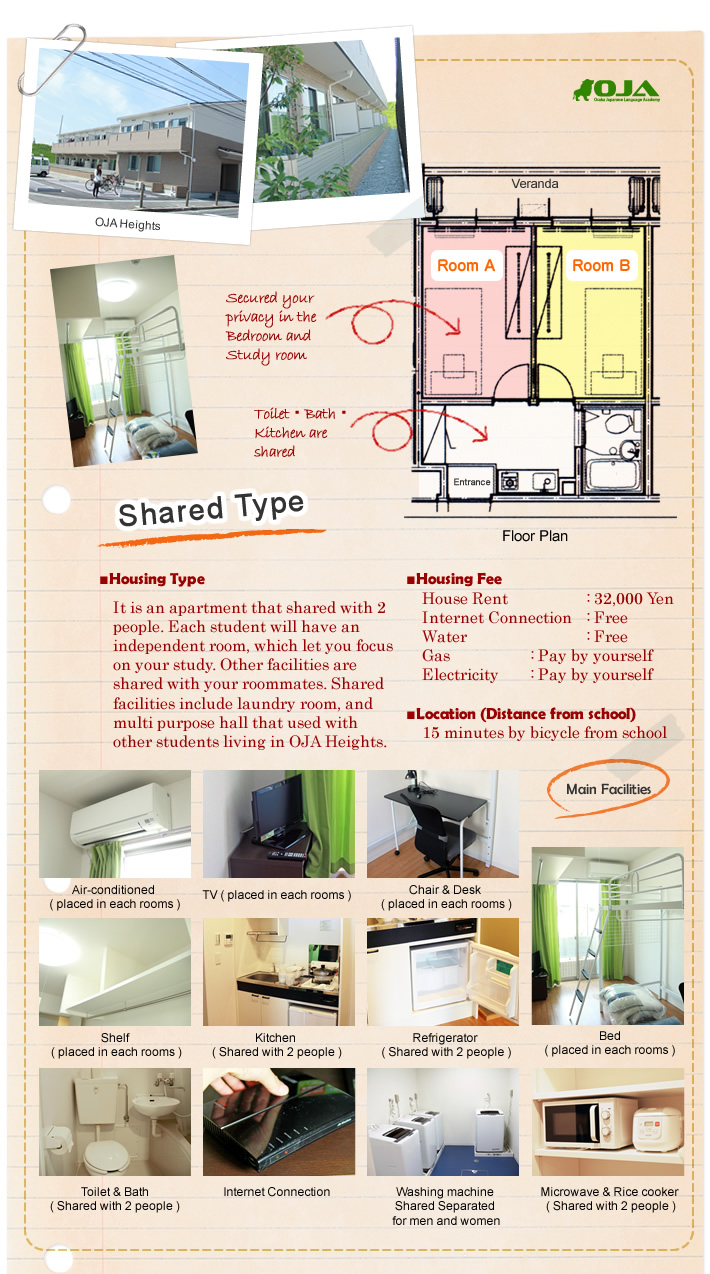 OJA
Osaka Japanese Language Academy
OJA Heights
Veranda
Room A
Room B
Secured your
privacy in the
Bedroom and
Study room
Toilet・Bath・
Kitchen are
shared
Entrance
Floor Plan
Shared Type
■Housing Type
It is an apartment that shared with 2
people. Each student will have an
independent room, which let you focus
on your study. Other facilities are
shared with your roommates. Shared
facilities include laundry room, and
multi purpose hall that used with
other students living in OJA Heights.
■Housing Fee
House Rent : 32,000 Yen
Internet Connection : Free
Water : Free
Gas : Pay by yourself
Electricity : Pay by yourself
■Location (Distance from school)
15 minutes by bicycle from school
Main Facilities
Air-conditioned
( placed in each rooms )
TV ( placed in each rooms )
Chair & Desk
( placed in each rooms )
Shelf
( placed in each rooms )
Kitchen
( Shared with 2 people )
Refrigerator
( Shared with 2 people )
Bed
( placed in each rooms )
Toilet & Bath
( Shared with 2 people )
Internet Connection
Washing machine
Shared Separated
for men and women
Microwave & Rice cooker
( Shared with 2 people )